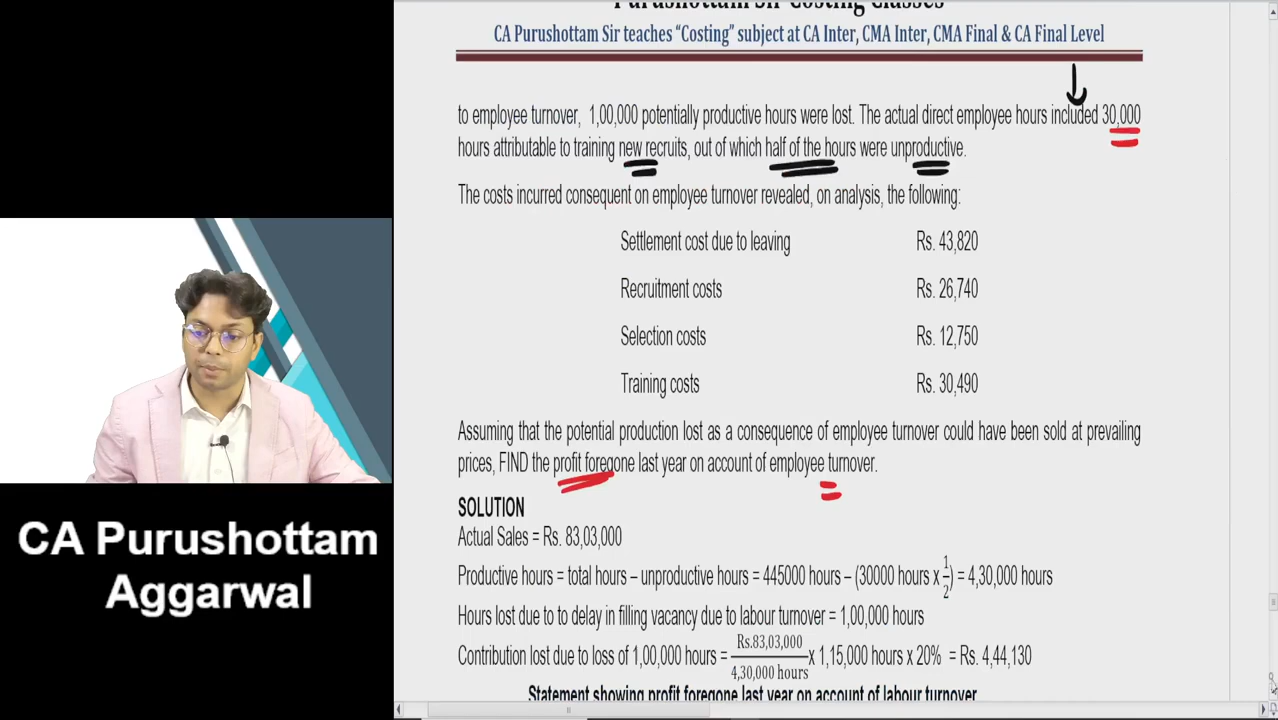 Purushottam Sir Costing Classes
CA Purushottam Sir teaches “Costing” subject at CA Inter, CMA Inter, CMA Final & CA Final Level
to employee turnover, 1,00,000 potentially productive hours were lost. The actual direct employee hours included 30,000
hours attributable to training new recruits, out of which half of the hours were unproductive.
The costs incurred consequent on employee turnover revealed, on analysis, the following:
Settlement cost due to leaving Rs. 43,820
Recruitment costs Rs. 26,740
Selection costs Rs. 12,750
Training costs Rs. 30,490
Assuming that the potential production lost as a consequence of employee turnover could have been sold at prevailing
prices, FIND the profit foregone last year on account of employee turnover.
SOLUTION
Actual Sales = Rs. 83,03,000
Productive hours = total hours – unproductive hours = 445000 hours – (30000 hours x 1/2) = 4,30,000 hours
Hours lost due to to delay in filling vacancy due to labour turnover = 1,00,000 hours
Contribution lost due to loss of 1,00,000 hours = Rs.83,03,000/4,30,000 hours x 1,15,000 hours x 20% = Rs. 4,44,130
Statement showing profit foregone last year on account of labour turnover
CA Purushottam
Aggarwal